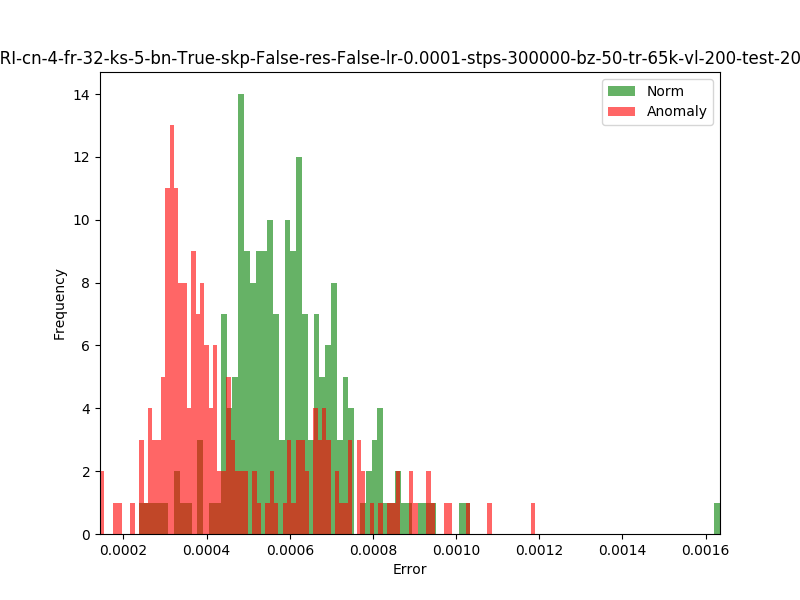 RI-cn-4-fr-32-ks-5-bn-True-skp-False-res-False-lr-0.0001-stps-300000-bz-50-tr-65k-vl-200-test-20
Norm
Anomaly
Frequency
14
12
10
8
6
4
2
0
0.0002 0.0004 0.0006 0.0008 0.0010 0.0012 0.0014 0.0016
Error